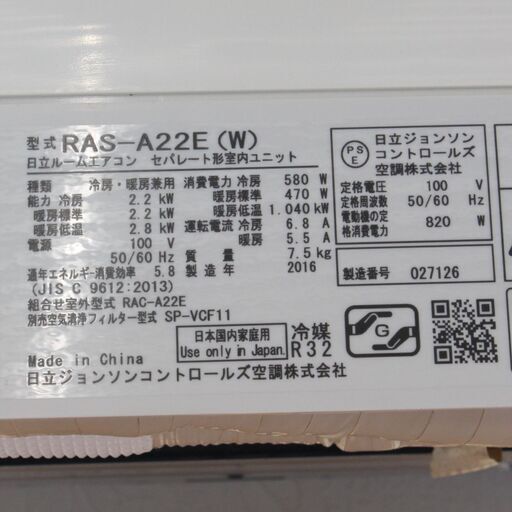 型式 RAS-A22E (W)
日立ルームエアコン セパレート形室内ユニット
種類 冷房・暖房兼用
能力 冷房 2.2 kW
暖房標準 2.2 kW
暖房低温 2.8 kW
電源 100 V
50/60 Hz
通年エネルギー消費効率 5.8
(JIS C 9612:2013)
組合せ室外型式 RAC-A22E
別売空気清浄フィルター型式 SP-VCF11
消費電力 冷房 580 W
暖房標準 470 W
暖房低温 1.040 kW
運転電流 冷房 6.8 A
暖房 5.5 A
質量 7.5 kg
製造年 2016
PSE
日立ジョンソン
コントロールズ
空調株式会社
定格電圧 100 V
定格周波数 50/60 Hz
電動機の定
格消費電力 820 W
製造番号 027126
日本国内家庭用
Use only in Japan.
冷媒
R32
G
Made in China
日立ジョンソンコントロールズ空調株式会社